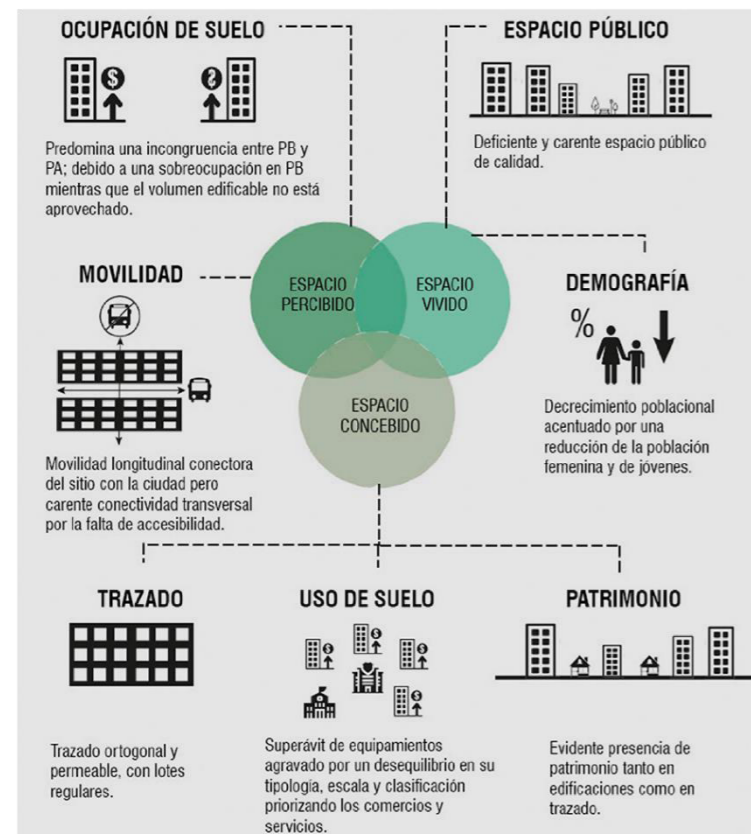 OCUPACIÓN DE SUELO
Predomina una incongruencia entre PB y
PA; debido a una sobreocupación en PB
mientras que el volumen edificable no está
aprovechado.
ESPACIO PÚBLICO
Deficiente y carente espacio público
de calidad.
MOVILIDAD
Movilidad longitudinal conectora
del sitio con la ciudad pero
carente conectividad transversal
por la falta de accesibilidad.
ESPACIO
PERCIBIDO
ESPACIO
VIVIDO
ESPACIO
CONCEBIDO
DEMOGRAFÍA
%
Decrecimiento poblacional
acentuado por una
reducción de la población
femenina y de jóvenes.
TRAZADO
Trazado ortogonal y
permeable, con lotes
regulares.
USO DE SUELO
Superávit de equipamientos
agravado por un desequilibrio en su
tipología, escala y clasificación
priorizando los comercios y
servicios.
PATRIMONIO
Evidente presencia de
patrimonio tanto en
edificaciones como en
trazado.